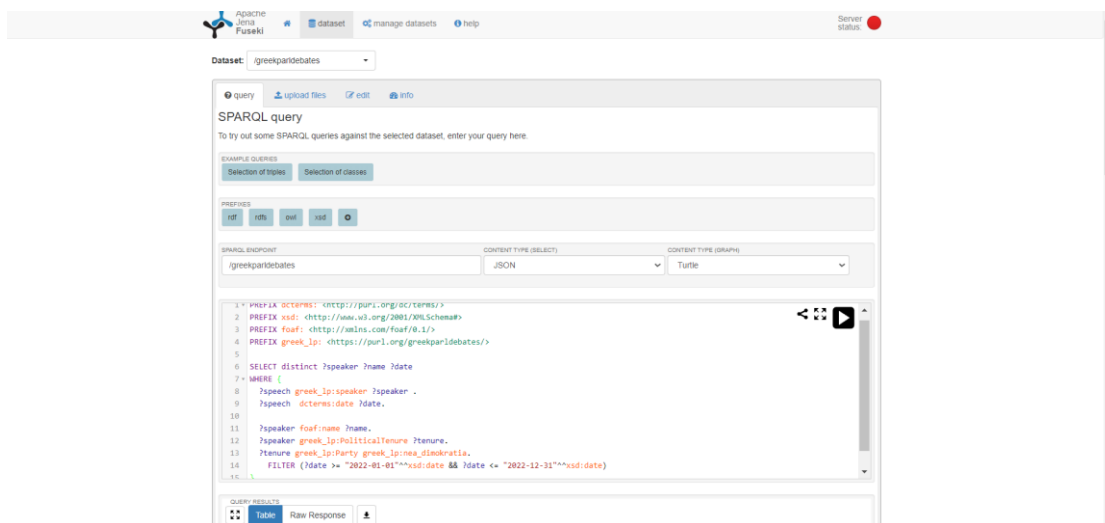 Apache
Jena
Fuseki
dataset
manage datasets
help
Server
status:
Dataset: /greekparldebates
query
upload files
edit
info
SPARQL query
To try out some SPARQL queries against the selected dataset, enter your query here.
EXAMPLE QUERIES
Selection of triples
Selection of classes
PREFIXES
rdf
rdfs
owl
xsd
SPARQL ENDPOINT
CONTENT TYPE (SELECT)
CONTENT TYPE (GRAPH)
/greekparldebates
JSON
Turtle
1 PREFIX dcterms: <http://purl.org/dc/terms/>
2 PREFIX xsd: <http://www.w3.org/2001/XMLSchema#>
3 PREFIX foaf: <http://xmlns.com/foaf/0.1/>
4 PREFIX greek_lp: <https://purl.org/greekparldebates/>
5
6 SELECT distinct ?speaker ?name ?date
7 WHERE {
8 ?speech greek_lp:speaker ?speaker .
9 ?speech dcterms:date ?date.
10
11 ?speaker foaf:name ?name.
12 ?speaker greek_lp:PoliticalTenure ?tenure.
13 ?tenure greek_lp:Party greek_lp:nea_dimokratia.
14 FILTER (?date >= "2022-01-01"^^xsd:date && ?date <= "2022-12-31"^^xsd:date)
15 }
QUERY RESULTS
Table
Raw Response